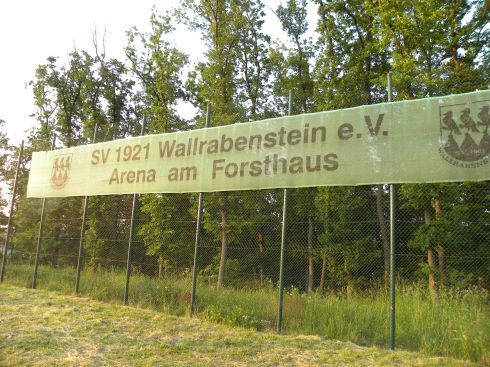 SV 1921 Wallrabenstein e.V.
Arena am Forsthaus